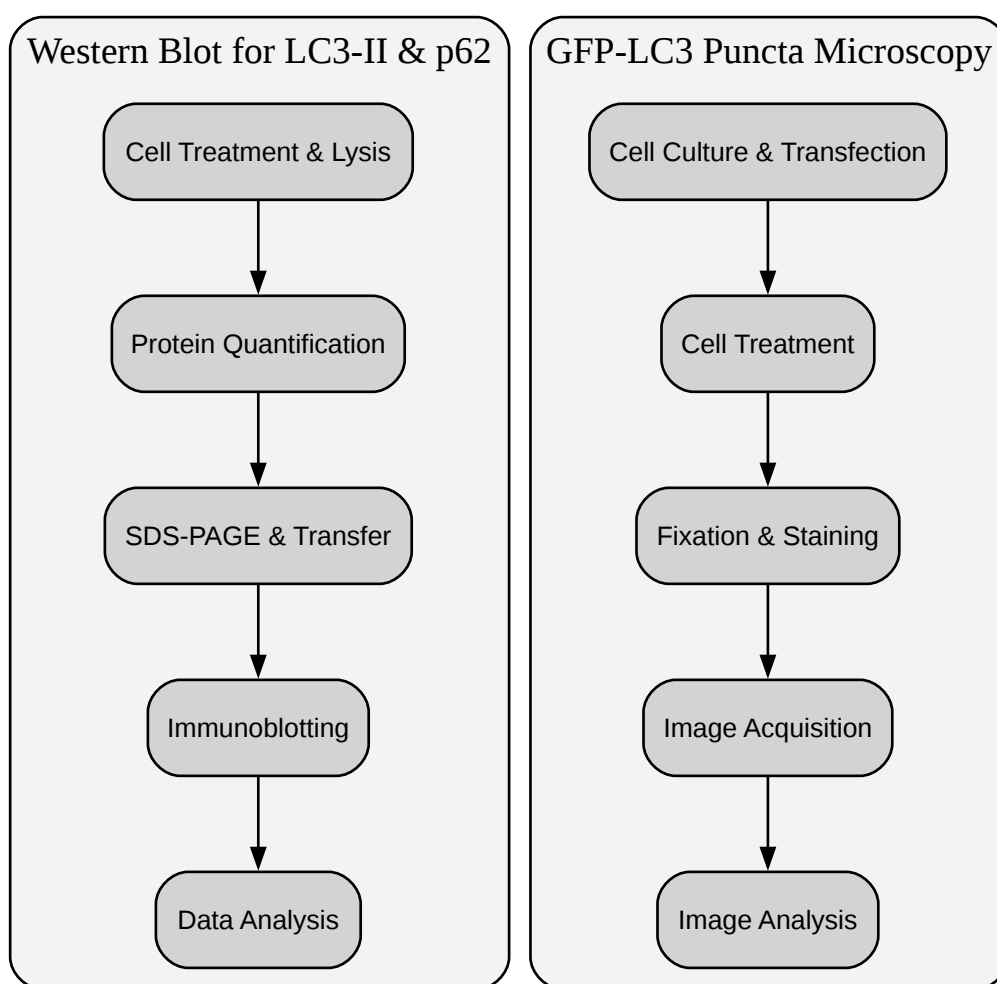 Western Blot for LC3-II & p62
Cell Treatment & Lysis
Protein Quantification
SDS-PAGE & Transfer
Immunoblotting
Data Analysis
GFP-LC3 Puncta Microscopy
Cell Culture & Transfection
Cell Treatment
Fixation & Staining
Image Acquisition
Image Analysis